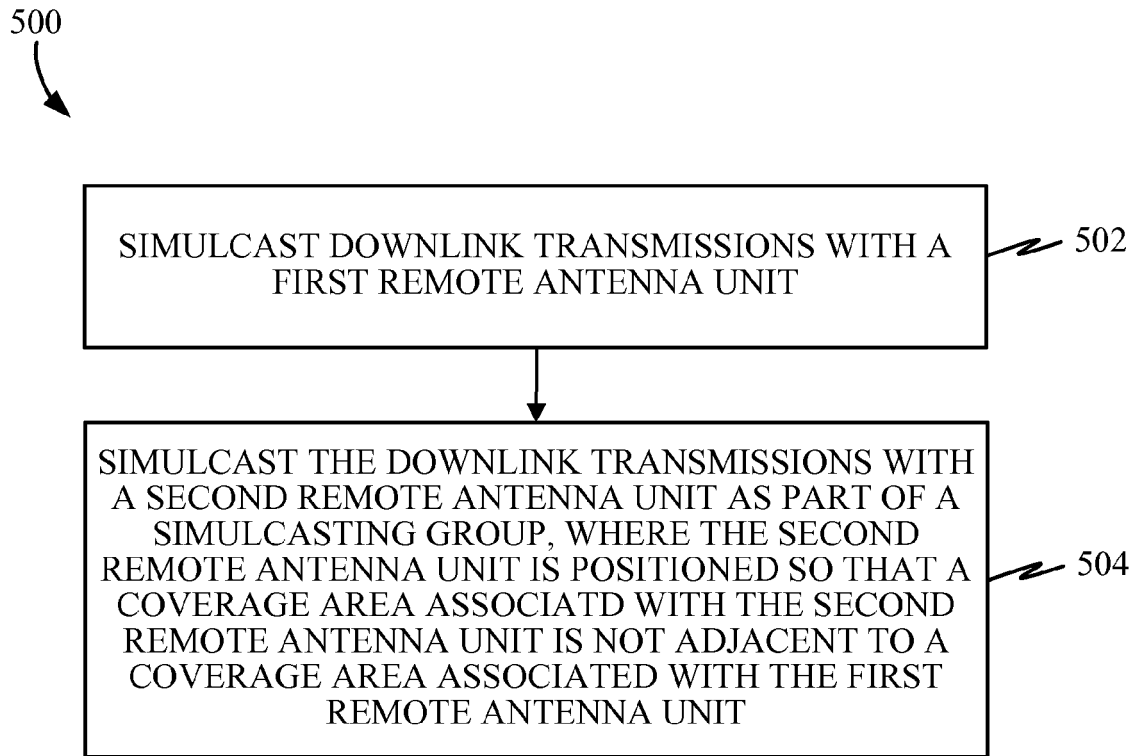 500
SIMULCAST DOWNLINK TRANSMISSIONS WITH A
FIRST REMOTE ANTENNA UNIT
502
SIMULCAST THE DOWNLINK TRANSMISSIONS WITH
A SECOND REMOTE ANTENNA UNIT AS PART OF A
SIMULCASTING GROUP, WHERE THE SECOND
REMOTE ANTENNA UNIT IS POSITIONED SO THAT A
COVERAGE AREA ASSOCIATD WITH THE SECOND
REMOTE ANTENNA UNIT IS NOT ADJACENT TO A
COVERAGE AREA ASSOCIATED WITH THE FIRST
REMOTE ANTENNA UNIT
504